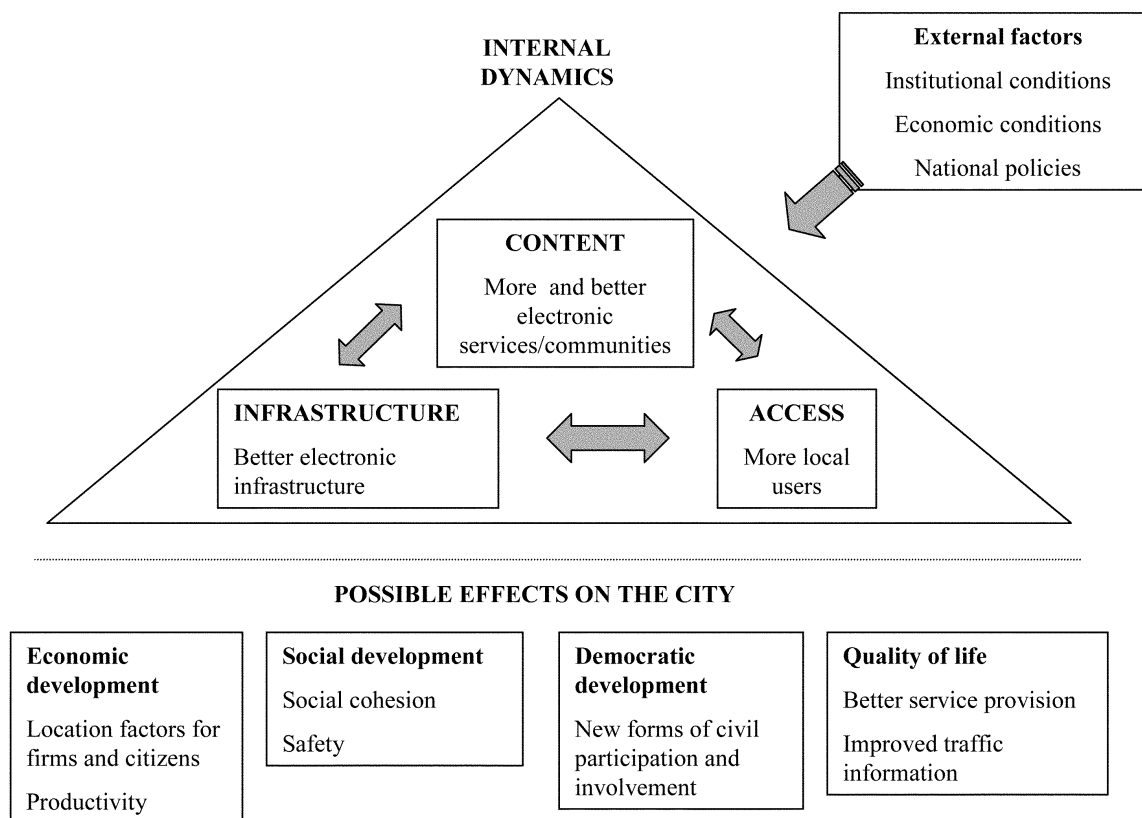 INTERNAL
DYNAMICS
External factors
Institutional conditions
Economic conditions
National policies
CONTENT
More and better
electronic
services/communities
INFRASTRUCTURE
Better electronic
infrastructure
ACCESS
More local
users
POSSIBLE EFFECTS ON THE CITY
Economic
development
Location factors for
firms and citizens
Productivity
Social development
Social cohesion
Safety
Democratic
development
New forms of civil
participation and
involvement
Quality of life
Better service provision
Improved traffic
information